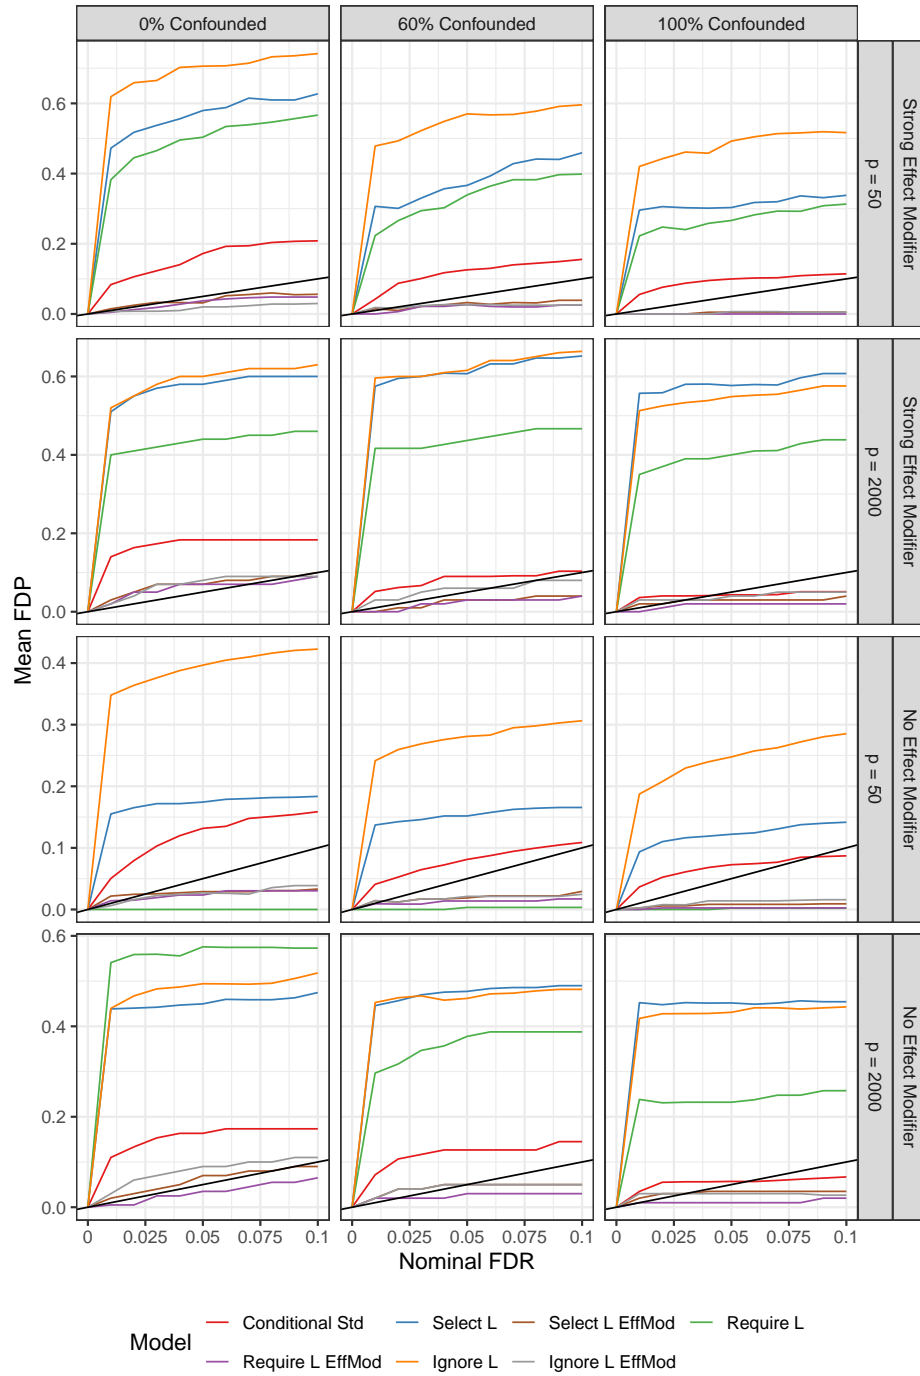 0% Confounded
60% Confounded
100% Confounded
0.6
0.4
0.2
0.0
p = 50
Strong Effect Modifier
0.6
0.4
0.2
0.0
p = 2000
Strong Effect Modifier
Mean FDP
0.4
0.3
0.2
0.1
0.0
p = 50
No Effect Modifier
0.6
0.4
0.2
0.0
p = 2000
No Effect Modifier
0 0.025 0.05 0.075 0.1
0 0.025 0.05 0.075 0.1
0 0.025 0.05 0.075 0.1
Nominal FDR
Model
Conditional Std Select L Select L EffMod Require L
Require L EffMod Ignore L Ignore L EffMod